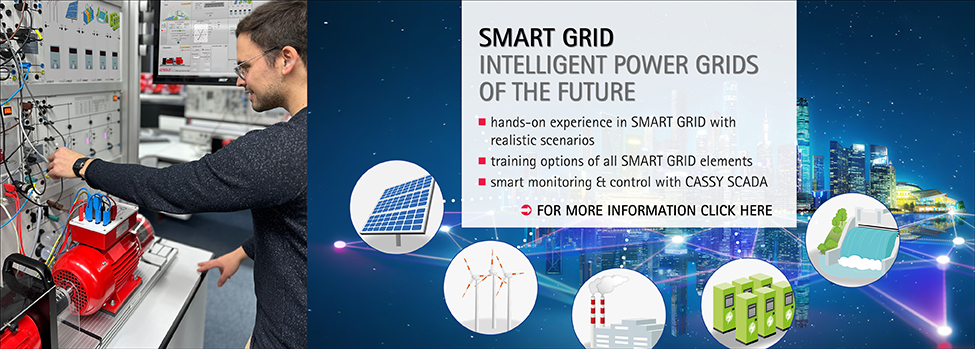 SMART GRID
INTELLIGENT POWER GRIDS
OF THE FUTURE
hands-on experience in SMART GRID with
realistic scenarios
training options of all SMART GRID elements
smart monitoring & control with CASSY SCADA
FOR MORE INFORMATION CLICK HERE